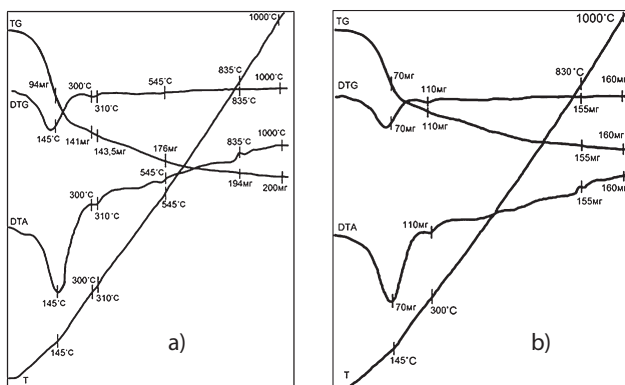 TG
1000°C
94мг
300°C
545°C
835°C
1000°C
DTG
310°C
835°C
145°C
141мг
143,5мг
176мг
835°C
1000°C
545°C
194мг
200мг
300°C
310°C
545°C
DTA
145°C
300°C
310°C
145°C
T
a)
TG
1000°C
830°C
70мг
110мг
160мг
DTG
70мг
110мг
155мг
155мг
160мг
160мг
110мг
155мг
DTA
70мг
300°C
145°C
T
b)